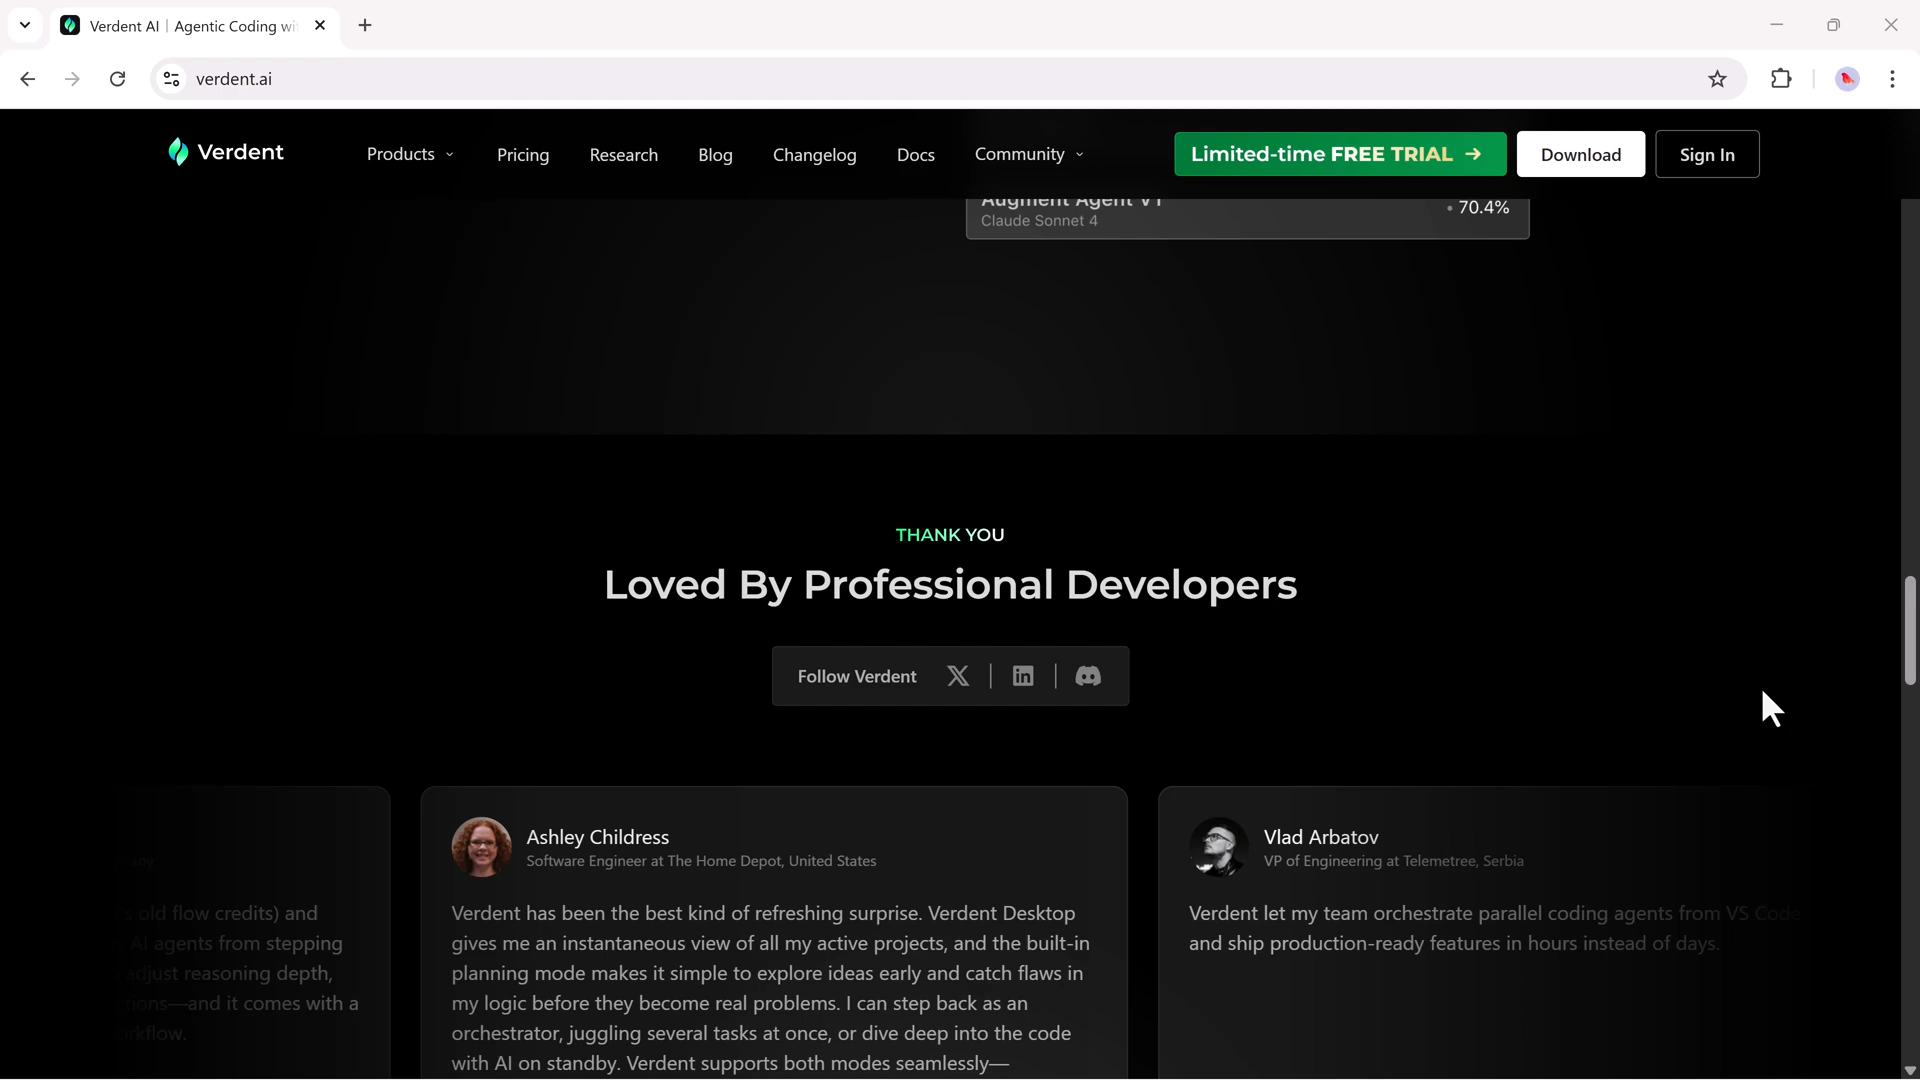 Verdent AI | Agentic Coding wi
verdent.ai
Verdent
Products
Pricing
Research
Blog
Changelog
Docs
Community
Limited-time FREE TRIAL →
Download
Sign In
Augment Agent V1
Claude Sonnet 4
• 70.4%
THANK YOU
Loved By Professional Developers
Follow Verdent
old flow credits) and
AI agents from stepping
adjust reasoning depth,
and it comes with a
Ashley Childress
Software Engineer at The Home Depot, United States
Verdent has been the best kind of refreshing surprise. Verdent Desktop
gives me an instantaneous view of all my active projects, and the built-in
planning mode makes it simple to explore ideas early and catch flaws in
my logic before they become real problems. I can step back as an
orchestrator, juggling several tasks at once, or dive deep into the code
with AI on standby. Verdent supports both modes seamlessly—
Vlad Arbatov
VP of Engineering at Telemetree, Serbia
Verdent let my team orchestrate parallel coding agents from VS Code
and ship production-ready features in hours instead of days.